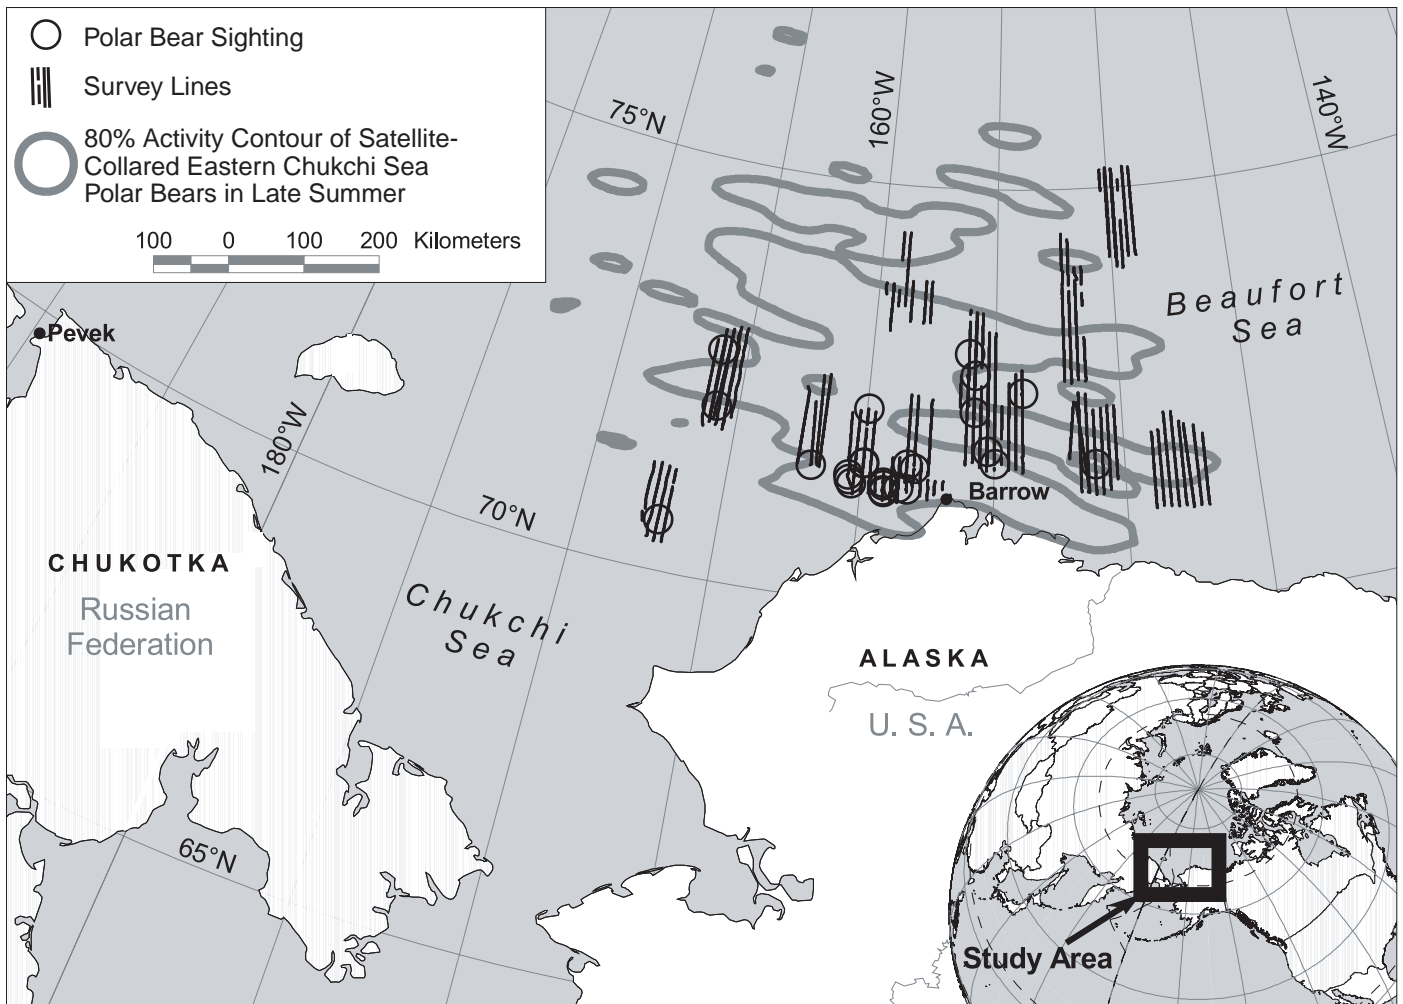 Polar Bear Sighting
Survey Lines
80% Activity Contour of Satellite-
Collared Eastern Chukchi Sea
Polar Bears in Late Summer
100 0 100 200 Kilometers
75°N
160°W
140°W
Beaufort
Sea
Pevek
180°W
70°N
Barrow
CHUKOTKA
Russian
Federation
Chukchi
Sea
ALASKA
U. S. A.
65°N
Study Area